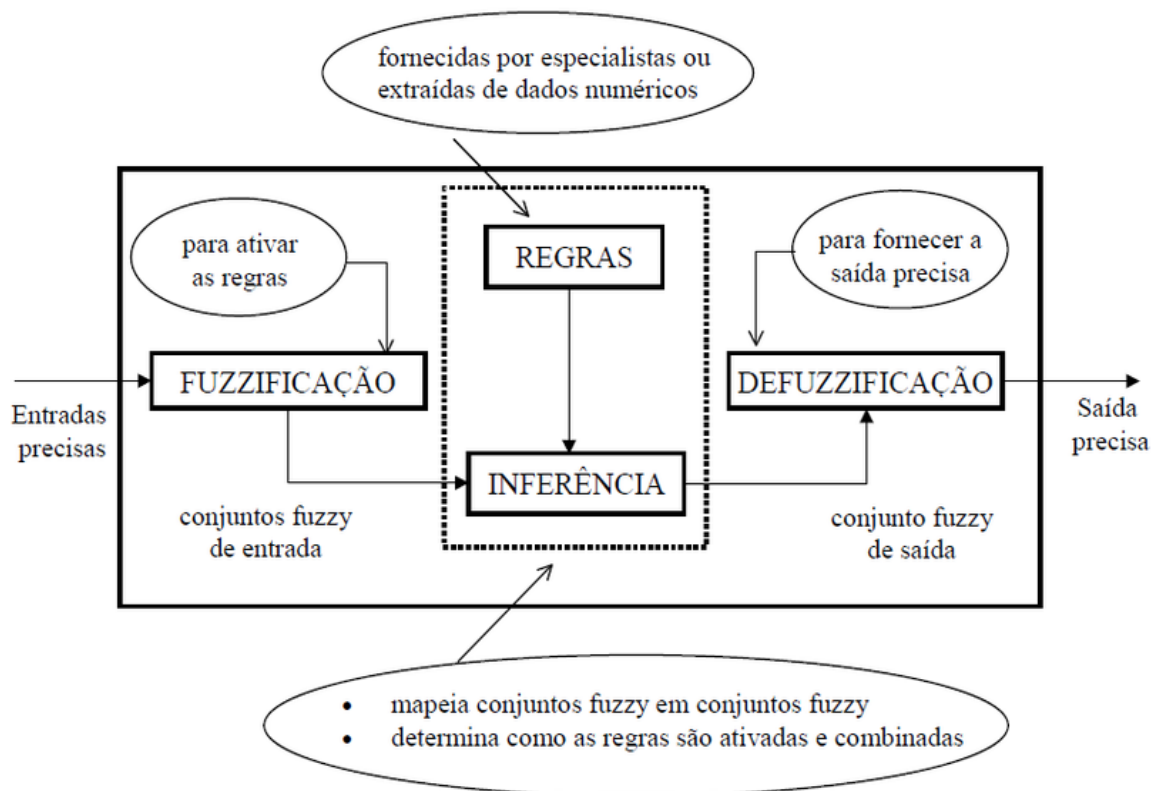 fornecidas por especialistas ou
extraídas de dados numéricos
para ativar
as regras
REGRAS
para fornecer a
saída precisa
FUZZIFICAÇÃO
DEFUZZIFICAÇÃO
Entradas
precisas
Saída
precisa
INFERÊNCIA
conjuntos fuzzy
de entrada
conjunto fuzzy
de saída
• mapeia conjuntos fuzzy em conjuntos fuzzy
• determina como as regras são ativadas e combinadas